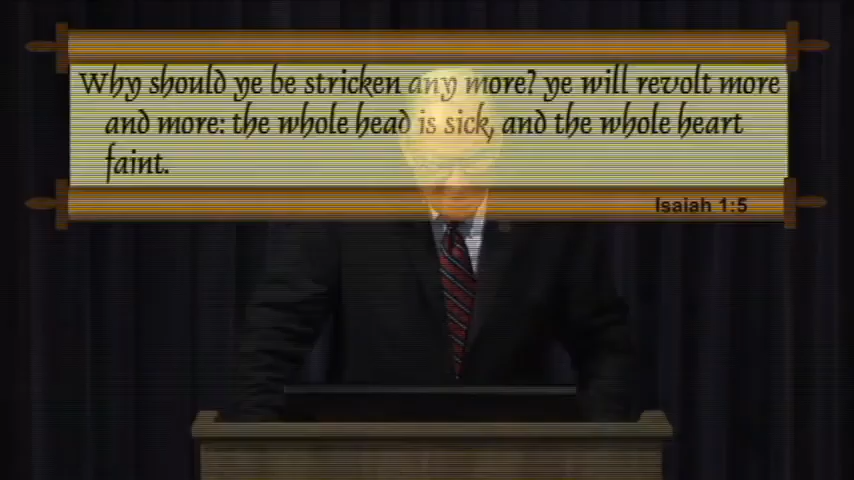 Why should ye be stricken any more? ye will revolt more
and more: the whole head is sick, and the whole heart
faint.
Isaiah 1:5